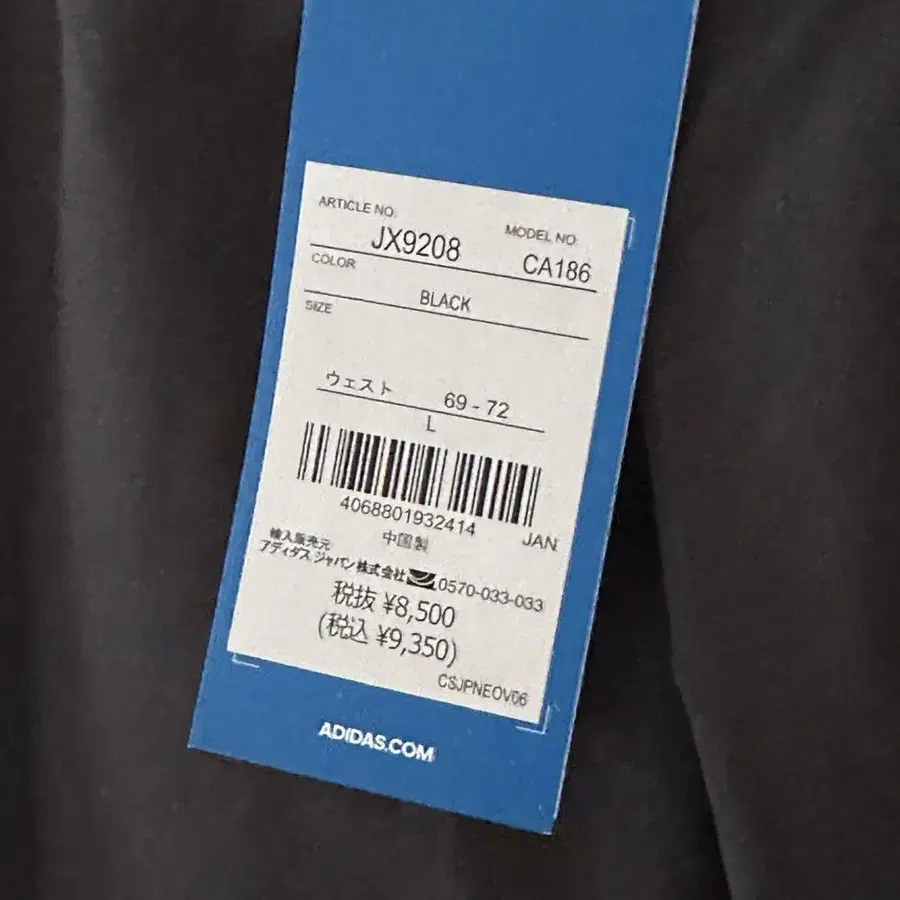 ARTICLE NO.
MODEL NO.
JX9208
CA186
COLOR
BLACK
SIZE
ウェスト 69 - 72
L
4068801932414
中国製 JAN
輸入販売元
アディダス ジャパン株式会社 0570-033-033
税抜 ¥8,500
(税込 ¥9,350)
CSJPNEOV06
ADIDAS.COM